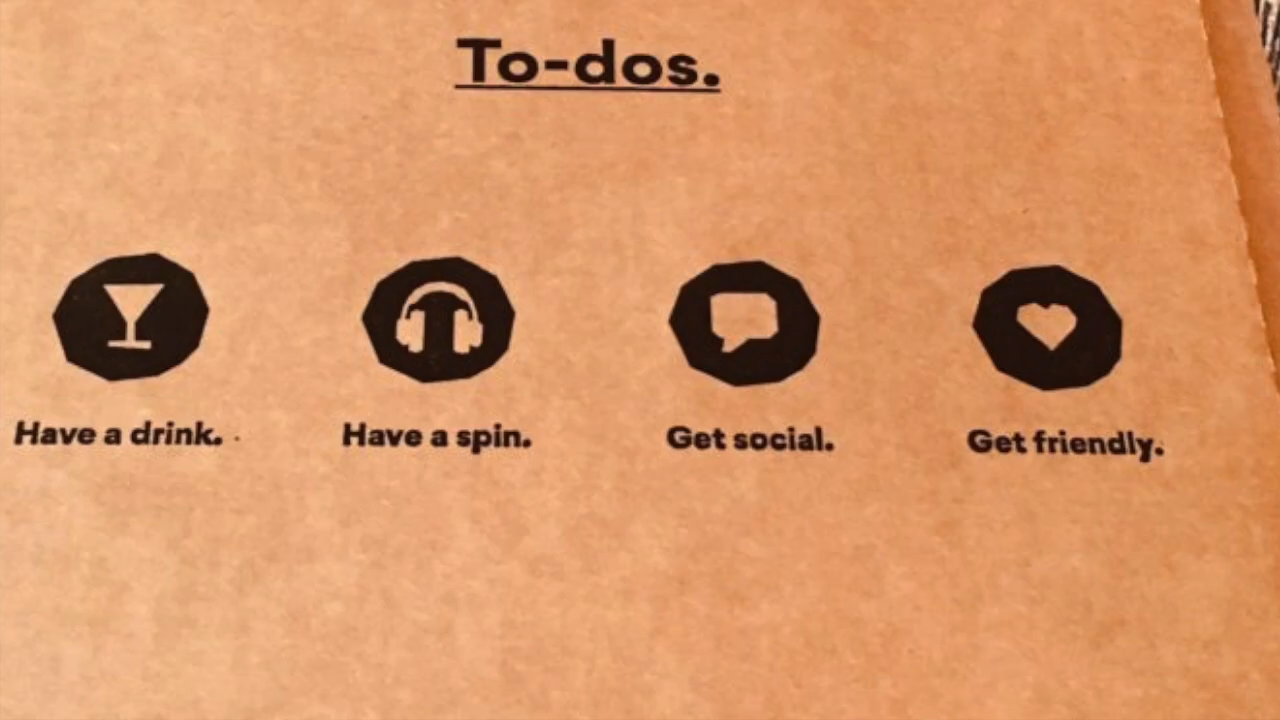 To-dos.
Have a drink.
Have a spin.
Get social.
Get friendly.